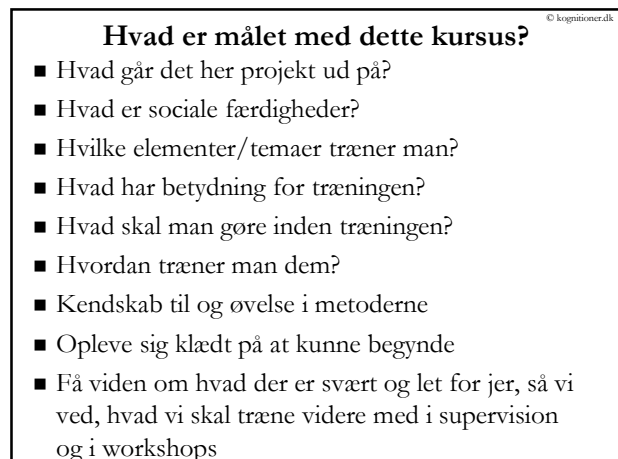 © kognitioner.dk
Hvad er målet med dette kursus?
■ Hvad går det her projekt ud på?
■ Hvad er sociale færdigheder?
■ Hvilke elementer/temaer træner man?
■ Hvad har betydning for træningen?
■ Hvad skal man gøre inden træningen?
■ Hvordan træner man dem?
■ Kendskab til og øvelse i metoderne
■ Opleve sig klædt på at kunne begynde
■ Få viden om hvad der er svært og let for jer, så vi
ved, hvad vi skal træne videre med i supervision
og i workshops